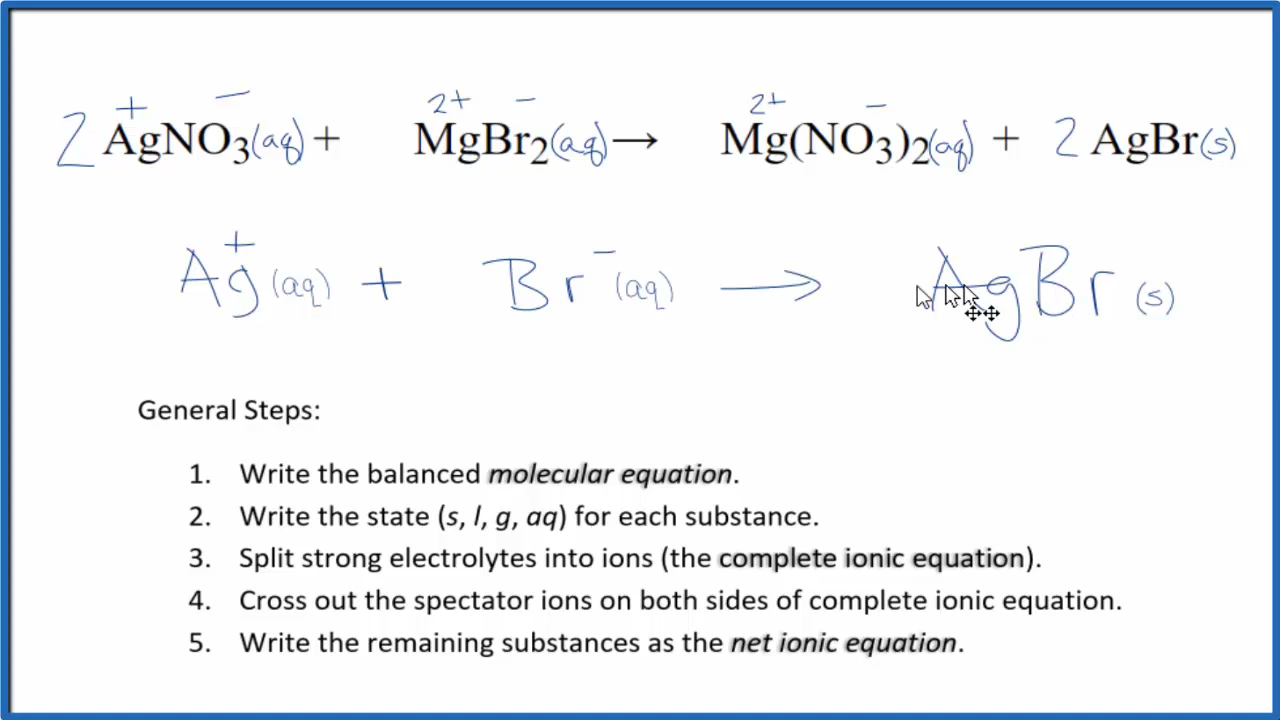 2 AgNO₃(aq) + MgBr₂(aq) → Mg(NO₃)₂(aq) + 2 AgBr(s)
+ − 2+ − 2+ −
Ag⁺(aq) + Br⁻(aq) → AgBr(s)
General Steps:
1. Write the balanced molecular equation.
2. Write the state (s, l, g, aq) for each substance.
3. Split strong electrolytes into ions (the complete ionic equation).
4. Cross out the spectator ions on both sides of complete ionic equation.
5. Write the remaining substances as the net ionic equation.